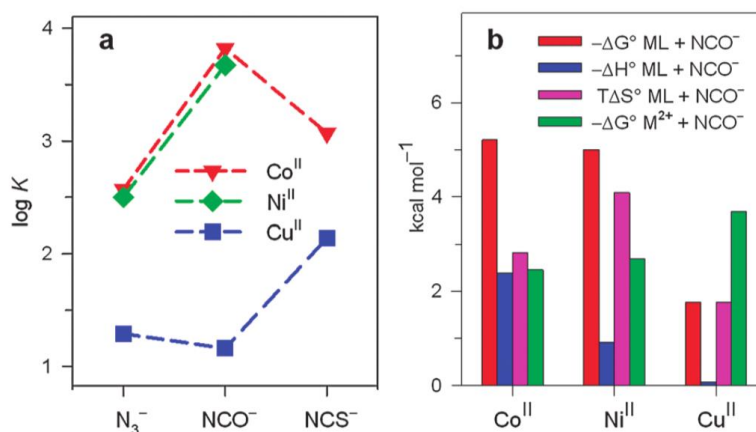 a
log K
4
3
2
1
Co^II
Ni^II
Cu^II
N₃⁻
NCO⁻
NCS⁻
b
kcal mol⁻¹
6
4
2
0
−ΔG° ML + NCO⁻
−ΔH° ML + NCO⁻
TΔS° ML + NCO⁻
−ΔG° M²⁺ + NCO⁻
Co^II
Ni^II
Cu^II